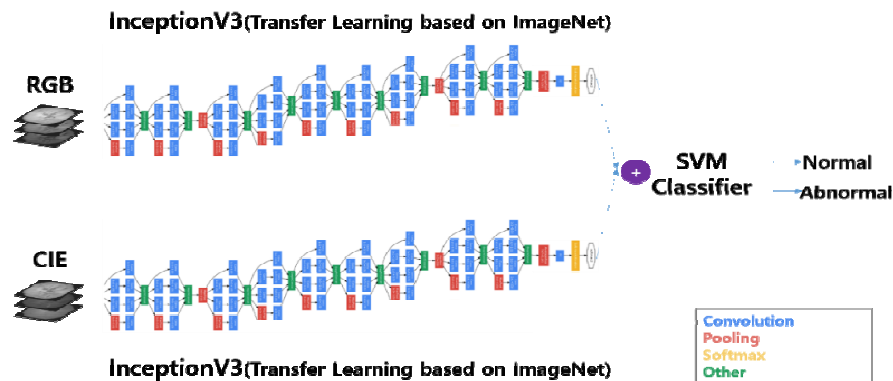 InceptionV3(Transfer Learning based on ImageNet)
RGB
SVM
Classifier
Normal
Abnormal
CIE
Convolution
Pooling
Softmax
Other
InceptionV3(Transfer Learning based on ImageNet)